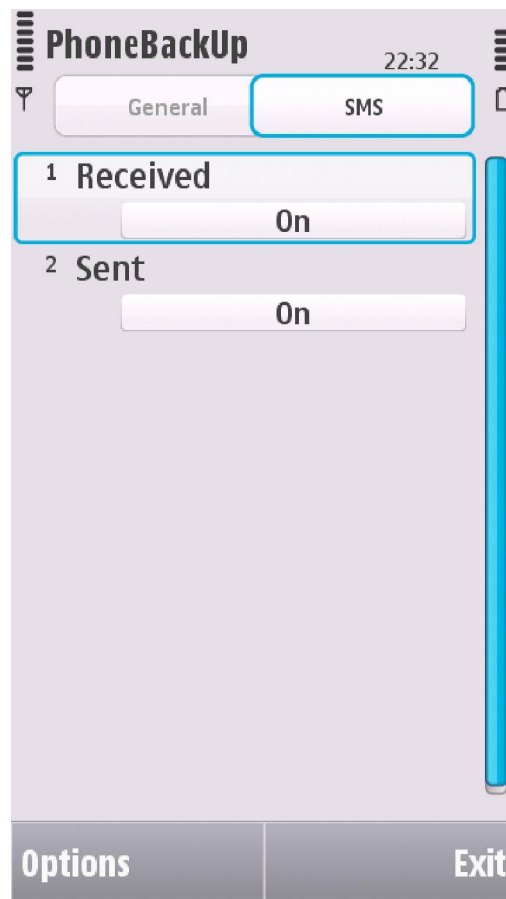 PhoneBackUp
22:32
General SMS
1 Received
On
2 Sent
On
Options Exit